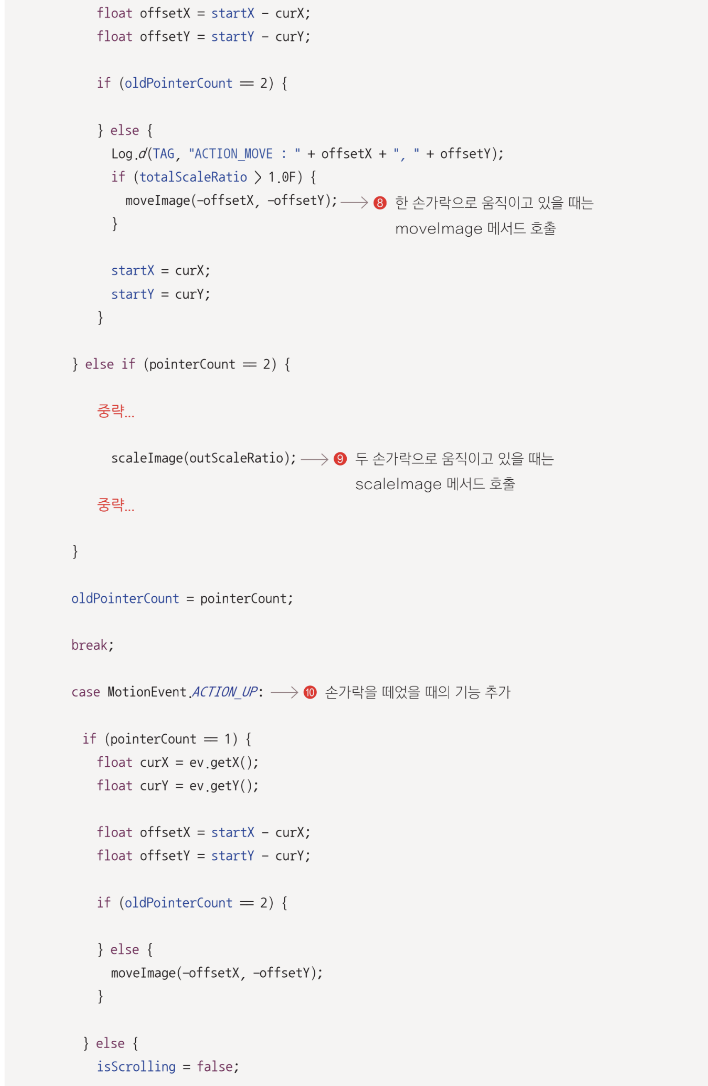 float offsetX = startX - curX;
float offsetY = startY - curY;
if (oldPointerCount == 2) {
} else {
Log.d(TAG, "ACTION_MOVE : " + offsetX + ", " + offsetY);
if (totalScaleRatio > 1.0F) {
moveImage(-offsetX, -offsetY); → ⑧ 한 손가락으로 움직이고 있을 때는
} moveImage 메서드 호출
startX = curX;
startY = curY;
}
} else if (pointerCount == 2) {
중략...
scaleImage(outScaleRatio); → ⑨ 두 손가락으로 움직이고 있을 때는
scaleImage 메서드 호출
중략...
}
oldPointerCount = pointerCount;
break;
case MotionEvent.ACTION_UP: → ⑩ 손가락을 떼었을 때의 기능 추가
if (pointerCount == 1) {
float curX = ev.getX();
float curY = ev.getY();
float offsetX = startX - curX;
float offsetY = startY - curY;
if (oldPointerCount == 2) {
} else {
moveImage(-offsetX, -offsetY);
}
} else {
isScrolling = false;